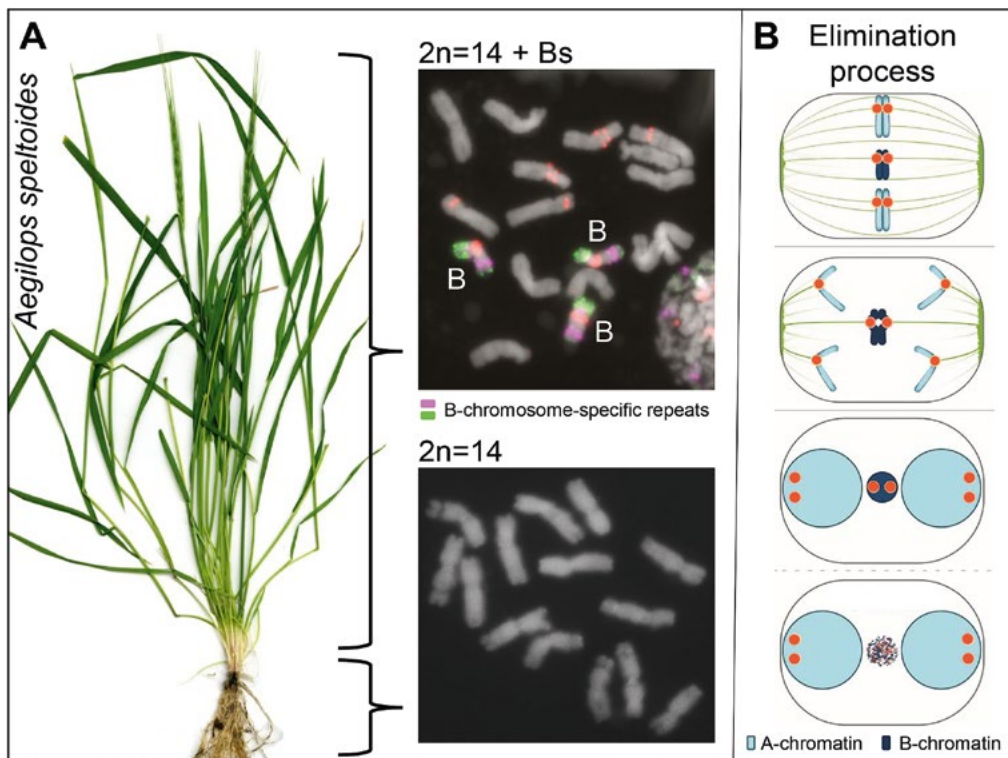 A
Aegilops speltoides
2n=14 + Bs
B
B
B
B-chromosome-specific repeats
2n=14
B
Elimination
process
A-chromatin
B-chromatin